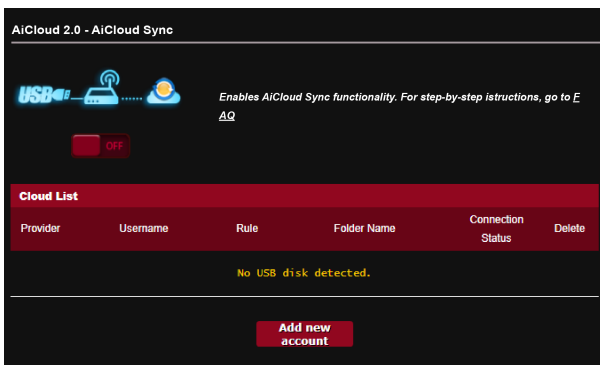 AiCloud 2.0 - AiCloud Sync
USB
Enables AiCloud Sync functionality. For step-by-step istructions, go to F
AQ
OFF
Cloud List
Provider Username Rule Folder Name Connection Status Delete
No USB disk detected.
Add new
account